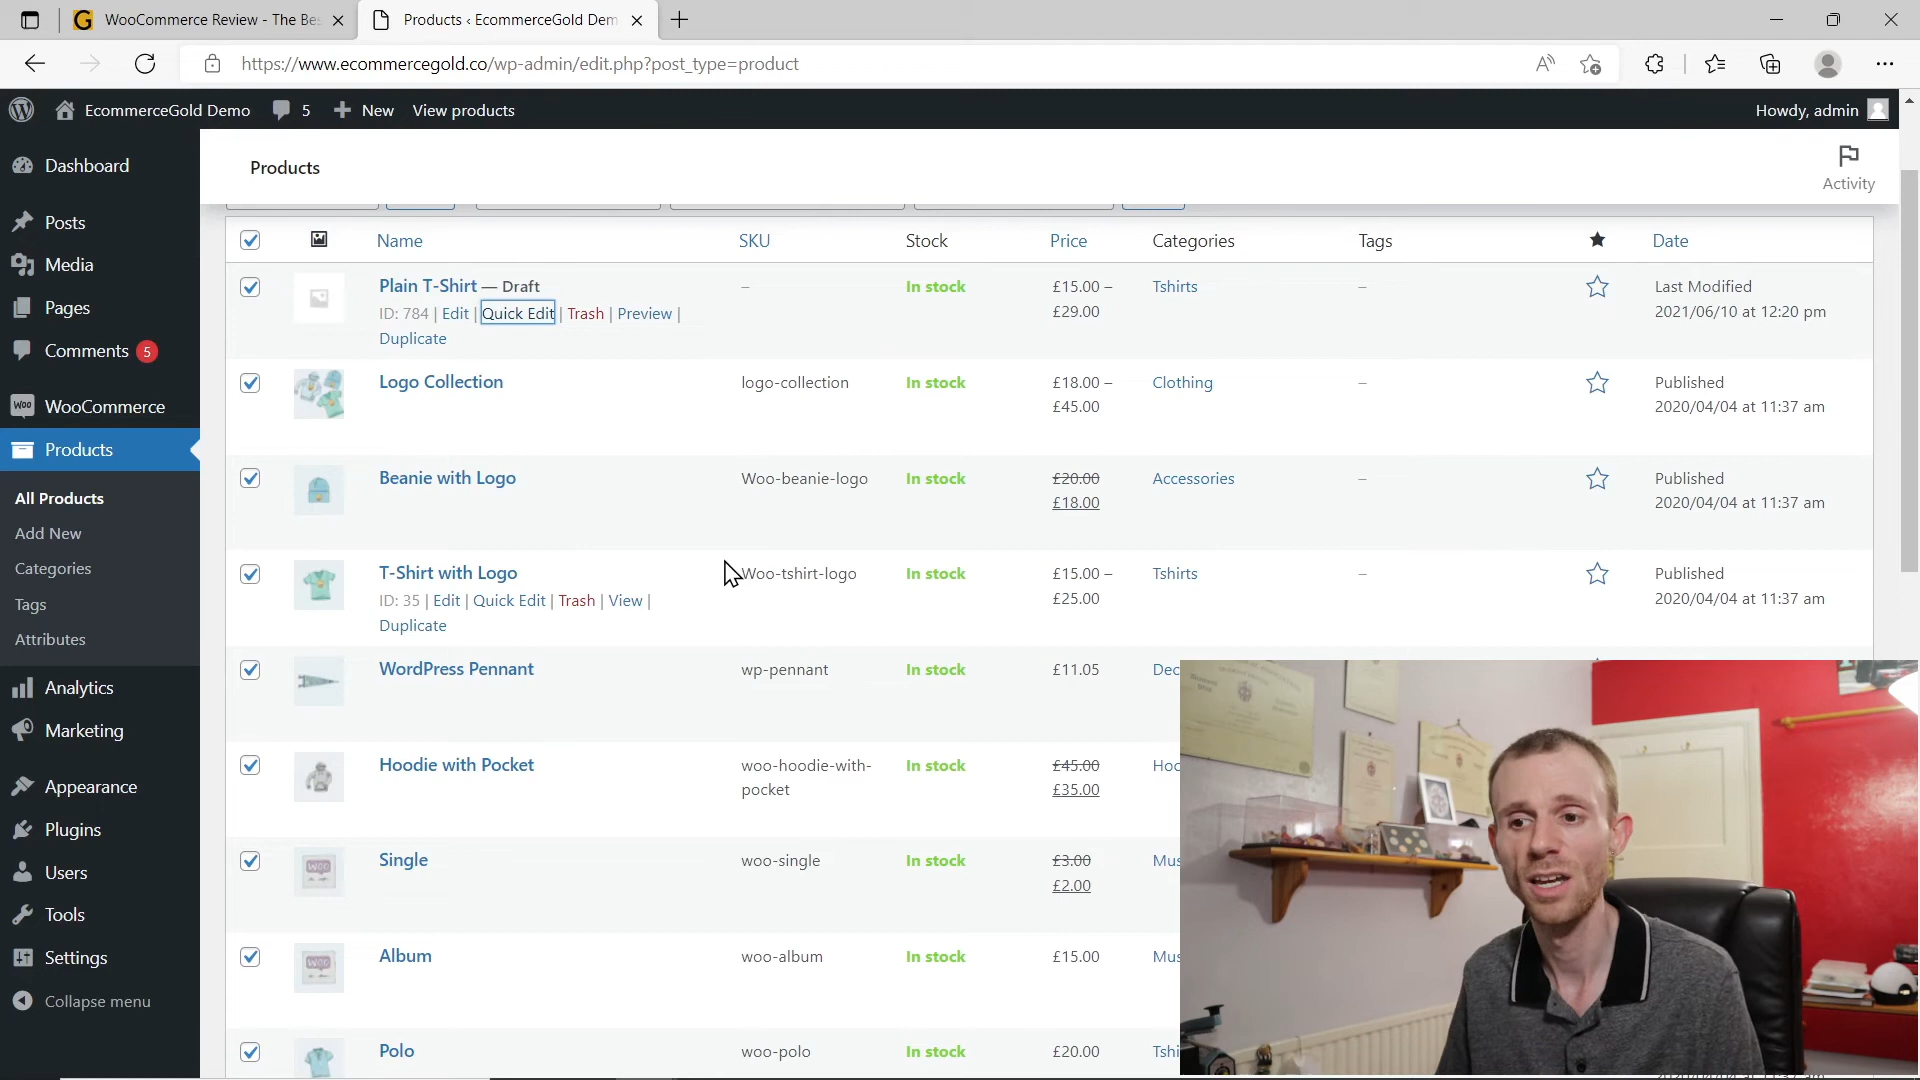 WooCommerce Review - The Bes
Products ‹ EcommerceGold Dem
https://www.ecommercegold.co/wp-admin/edit.php?post_type=product
EcommerceGold Demo 5 New View products
Howdy, admin
Dashboard
Posts
Media
Pages
Comments 5
WooCommerce
Products
All Products
Add New
Categories
Tags
Attributes
Analytics
Marketing
Appearance
Plugins
Users
Tools
Settings
Collapse menu
Products
Activity
Name SKU Stock Price Categories Tags Date
Plain T-Shirt — Draft – In stock £15.00 – Tshirts – Last Modified
ID: 784 | Edit | Quick Edit | Trash | Preview | £29.00 2021/06/10 at 12:20 pm
Duplicate
Logo Collection logo-collection In stock £18.00 – Clothing – Published
£45.00 2020/04/04 at 11:37 am
Beanie with Logo Woo-beanie-logo In stock £20.00 Accessories – Published
£18.00 2020/04/04 at 11:37 am
T-Shirt with Logo Woo-tshirt-logo In stock £15.00 – Tshirts – Published
ID: 35 | Edit | Quick Edit | Trash | View | £25.00 2020/04/04 at 11:37 am
Duplicate
WordPress Pennant wp-pennant In stock £11.05 Dec
Hoodie with Pocket woo-hoodie-with- In stock £45.00 Hoo
pocket £35.00
Single woo-single In stock £3.00 Mus
£2.00
Album woo-album In stock £15.00 Mus
Polo woo-polo In stock £20.00 Tshi